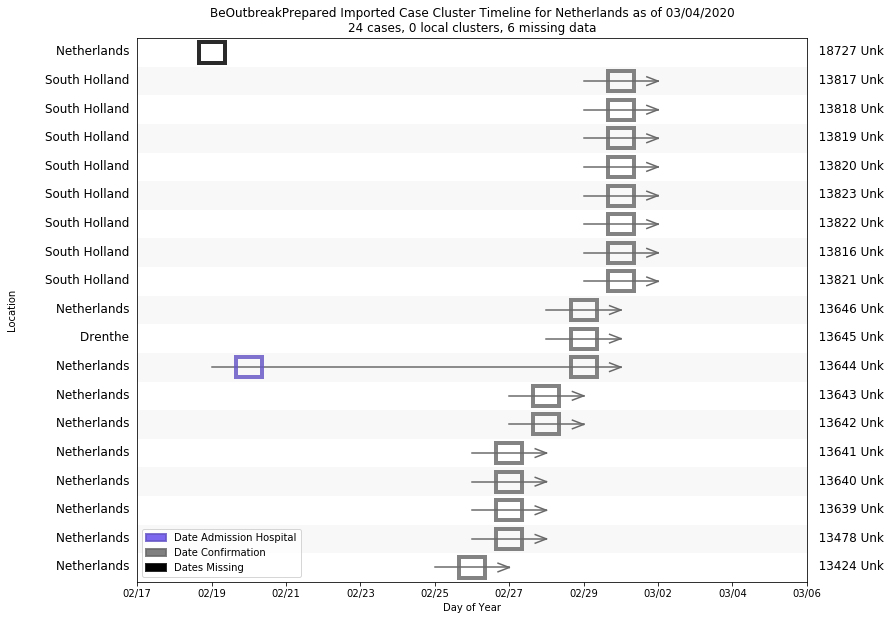 BeOutbreakPrepared Imported Case Cluster Timeline for Netherlands as of 03/04/2020
24 cases, 0 local clusters, 6 missing data
Netherlands 18727 Unk
South Holland 13817 Unk
South Holland 13818 Unk
South Holland 13819 Unk
South Holland 13820 Unk
South Holland 13823 Unk
South Holland 13822 Unk
South Holland 13816 Unk
South Holland 13821 Unk
Netherlands 13646 Unk
Drenthe 13645 Unk
Netherlands 13644 Unk
Netherlands 13643 Unk
Netherlands 13642 Unk
Netherlands 13641 Unk
Netherlands 13640 Unk
Netherlands 13639 Unk
Netherlands 13478 Unk
Netherlands 13424 Unk
Location
Date Admission Hospital
Date Confirmation
Dates Missing
02/17 02/19 02/21 02/23 02/25 02/27 02/29 03/02 03/04 03/06
Day of Year